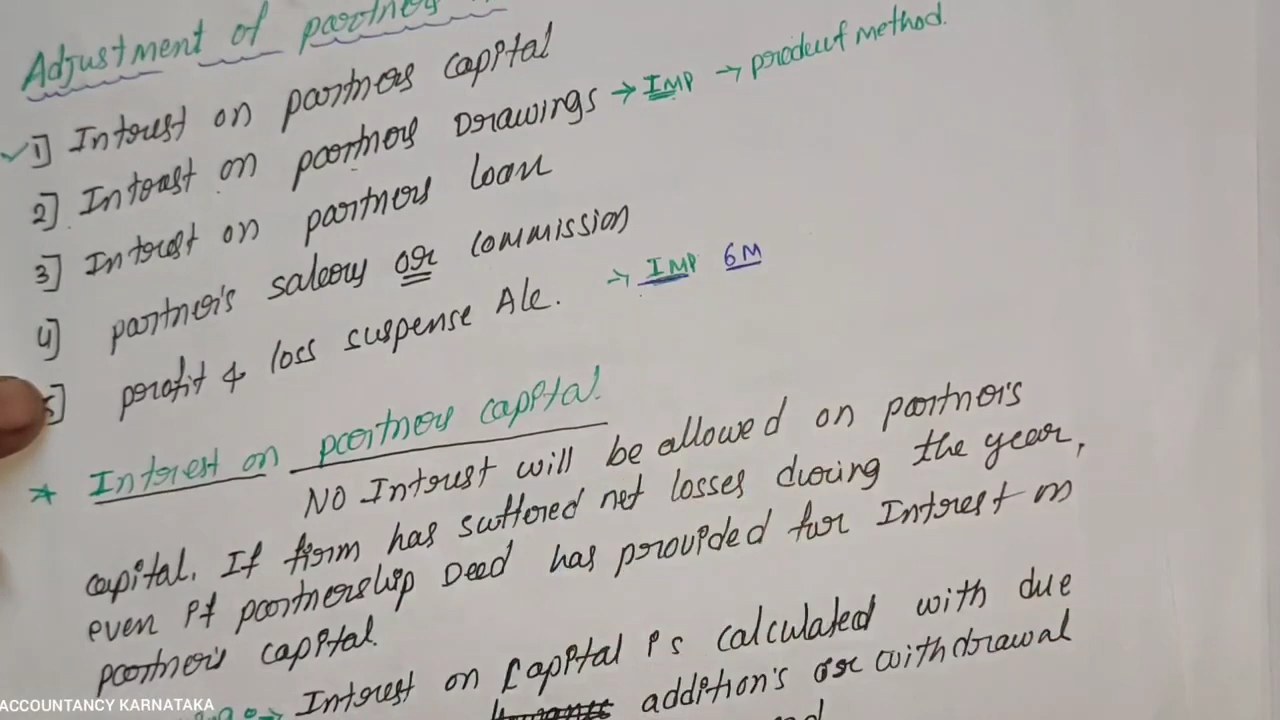 Adjustment of partner
1] Interest on partners capital
2] Interest on partners Drawings → IMP → product method.
3] Interest on partners loan
4] partner's salary or commission
5] profit & loss suspense A/c. → IMP 6M
* Interest on partners capital.
No Interest will be allowed on partner's
capital. If firm has suffered net losses during the year,
even if partnership Deed has provided for Interest on
partner's capital.
Interest on capital is calculated with due
addition's or withdrawal
ACCOUNTANCY KARNATAKA